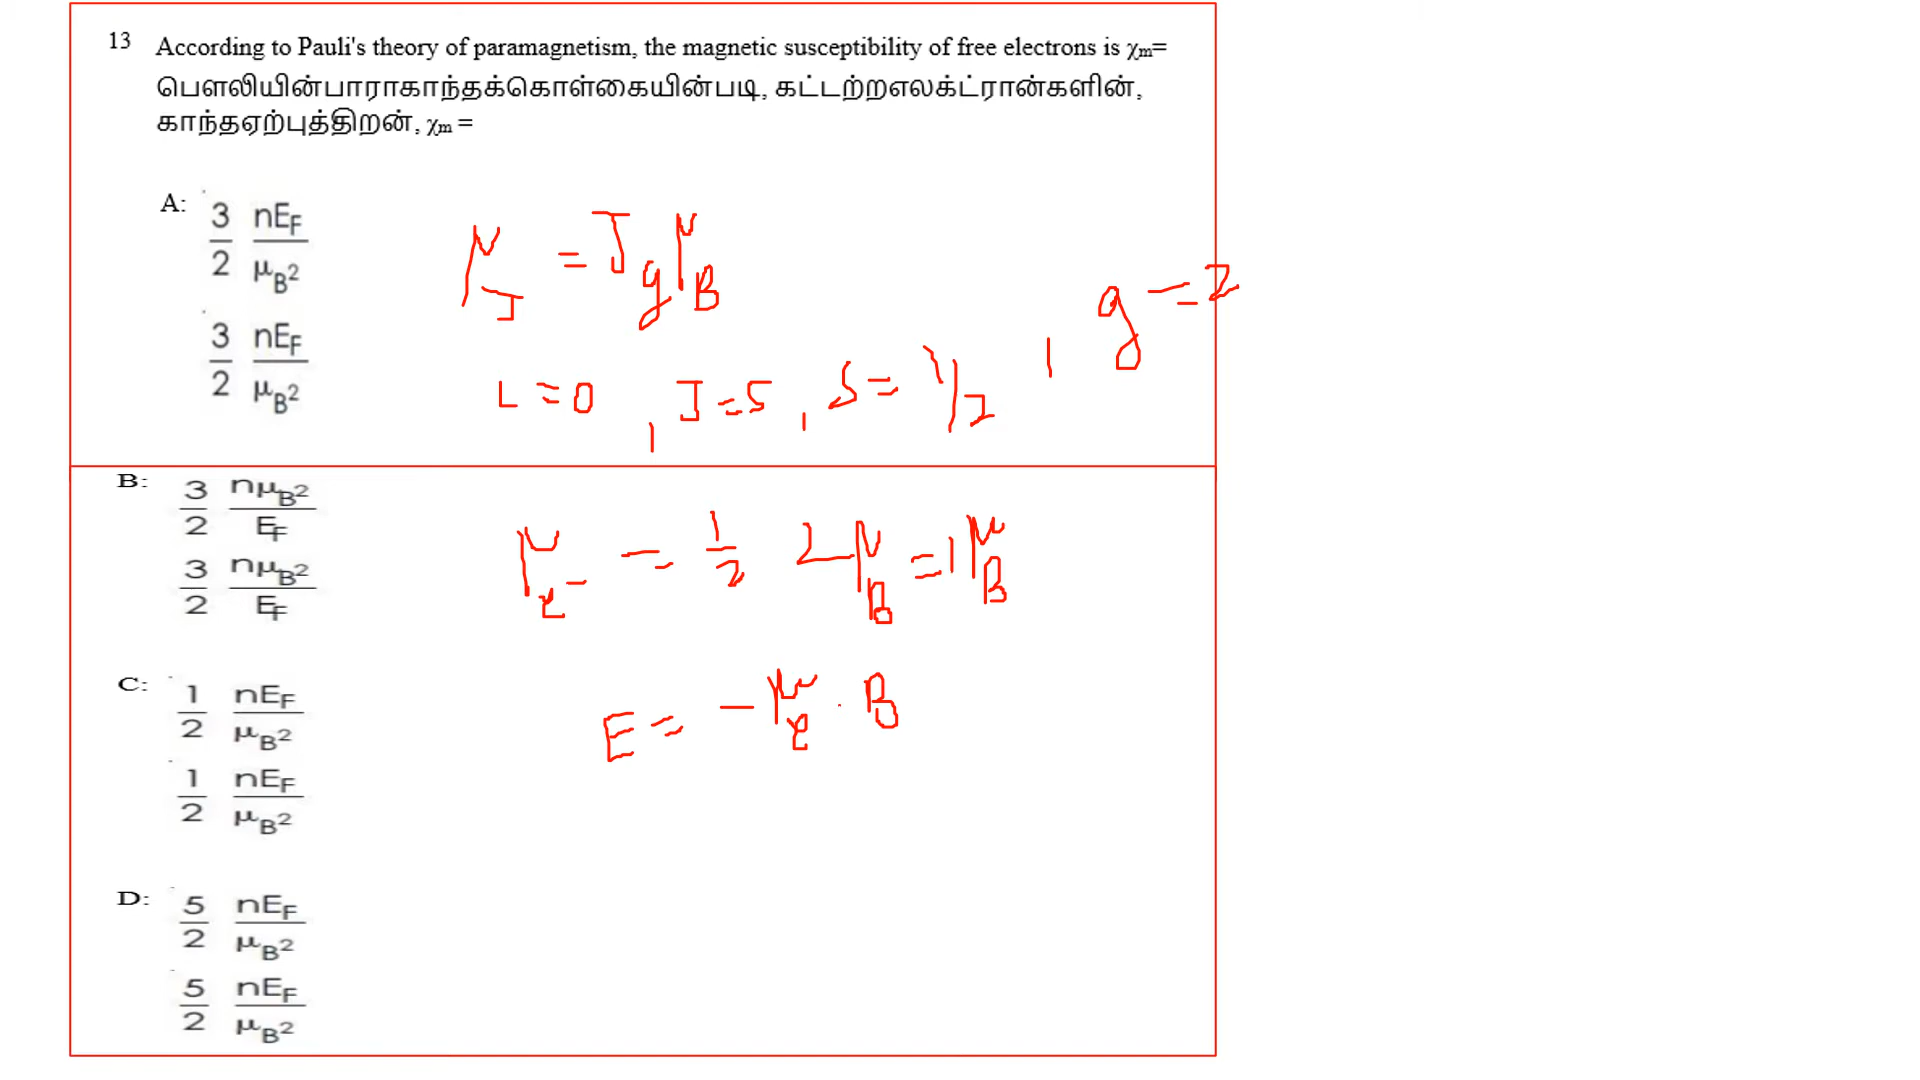 13 According to Pauli's theory of paramagnetism, the magnetic susceptibility of free electrons is χm=
பௌலியின்பாராகாந்தக்கொள்கையின்படி, கட்டற்றஎலக்ட்ரான்களின்,
காந்தஏற்புத்திறன், χm =
A: 3/2 nEF/μB2
3/2 nEF/μB2
μJ = J g μB
L = 0, J = S, S = 1/2, g = 2
B: 3/2 nμB2/EF
3/2 nμB2/EF
μe- = 1/2 2 μB = 1 μB
C: 1/2 nEF/μB2
1/2 nEF/μB2
E = - μe . B
D: 5/2 nEF/μB2
5/2 nEF/μB2